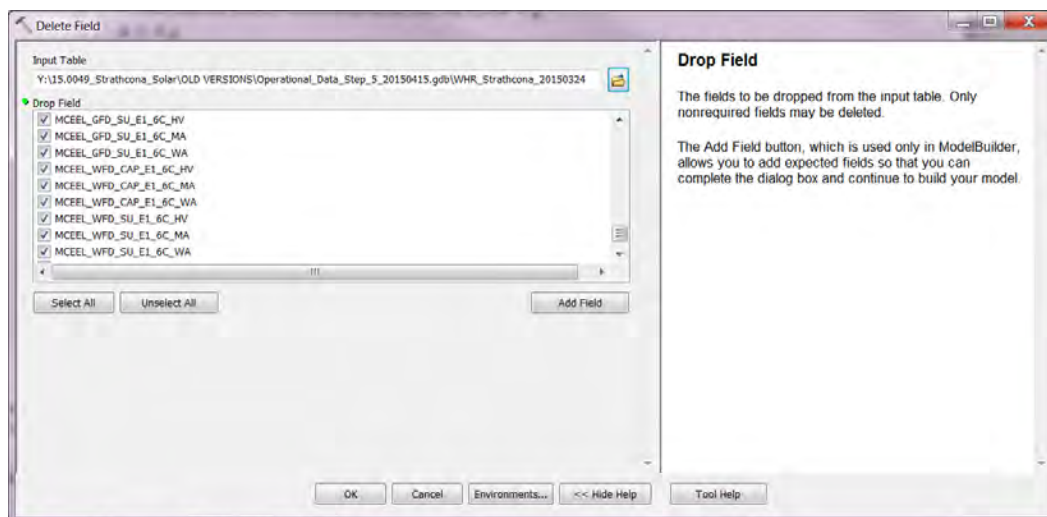 Delete Field
Input Table
Y:\15.0049_Strathcona_Solar\OLD VERSIONS\Operational_Data_Step_5_20150415.gdb\WHR_Strathcona_20150324
Drop Field
MCEEL_GFD_SU_E1_6C_HV
MCEEL_GFD_SU_E1_6C_MA
MCEEL_GFD_SU_E1_6C_WA
MCEEL_WFD_CAP_E1_6C_HV
MCEEL_WFD_CAP_E1_6C_MA
MCEEL_WFD_CAP_E1_6C_WA
MCEEL_WFD_SU_E1_6C_HV
MCEEL_WFD_SU_E1_6C_MA
MCEEL_WFD_SU_E1_6C_WA
Select All Unselect All Add Field
Drop Field
The fields to be dropped from the input table. Only
nonrequired fields may be deleted.
The Add Field button, which is used only in ModelBuilder,
allows you to add expected fields so that you can
complete the dialog box and continue to build your model.
OK Cancel Environments... << Hide Help Tool Help